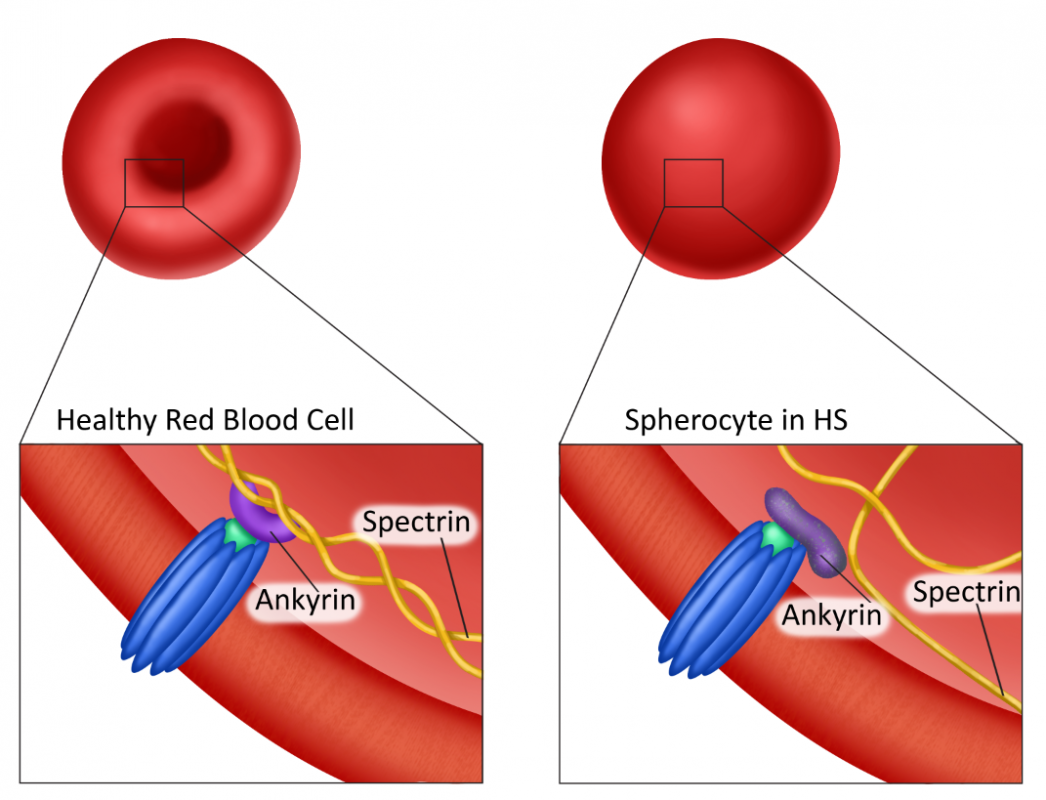 Healthy Red Blood Cell
Spectrin
Ankyrin
Spherocyte in HS
Spectrin
Ankyrin